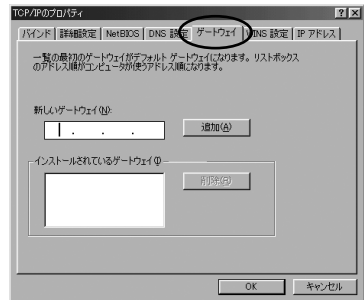 TCP/IPのプロパティ
バインド 詳細設定 NetBIOS DNS 設定 ゲートウェイ WINS 設定 IP アドレス
一覧の最初のゲートウェイがデフォルト ゲートウェイになります。リストボックス
のアドレス順がコンピュータが使うアドレス順になります。
新しいゲートウェイ(N):
. . .
追加(A)
インストールされているゲートウェイ(I)
削除(R)
OK キャンセル